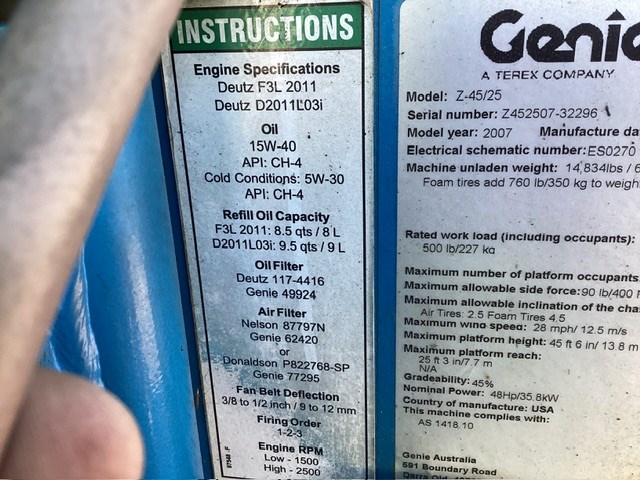 INSTRUCTIONS
Engine Specifications
Deutz F3L 2011
Deutz D2011L03i
Oil
15W-40
API: CH-4
Cold Conditions: 5W-30
API: CH-4
Refill Oil Capacity
F3L 2011: 8.5 qts / 8 L
D2011L03i: 9.5 qts / 9 L
Oil Filter
Deutz 117-4416
Genie 49924
Air Filter
Nelson 87797N
Genie 62420
or
Donaldson P822768-SP
Genie 77295
Fan Belt Deflection
3/8 to 1/2 inch / 9 to 12 mm
Firing Order
1-2-3
Engine RPM
Low - 1500
High - 2500
Genie
A TEREX COMPANY
Model: Z-45/25
Serial number: Z452507-32296
Model year: 2007 Manufacture da
Electrical schematic number: ES0270
Machine unladen weight: 14,834lbs / 6
Foam tires add 760 lb/350 kg to weigh
Rated work load (including occupants):
500 lb/227 kg
Maximum number of platform occupants
Maximum allowable side force: 90 lb/400
Maximum allowable inclination of the cha
Air Tires: 2.5 Foam Tires 4.5
Maximum wind speed: 28 mph/ 12.5 m/s
Maximum platform height: 45 ft 6 in/ 13.8 m
Maximum platform reach:
25 ft 3 in/7.7 m
N/A
Gradeability: 45%
Nominal Power: 48Hp/35.8kW
Country of manufacture: USA
This machine complies with:
AS 1418.10
Genie Australia
591 Boundary Road